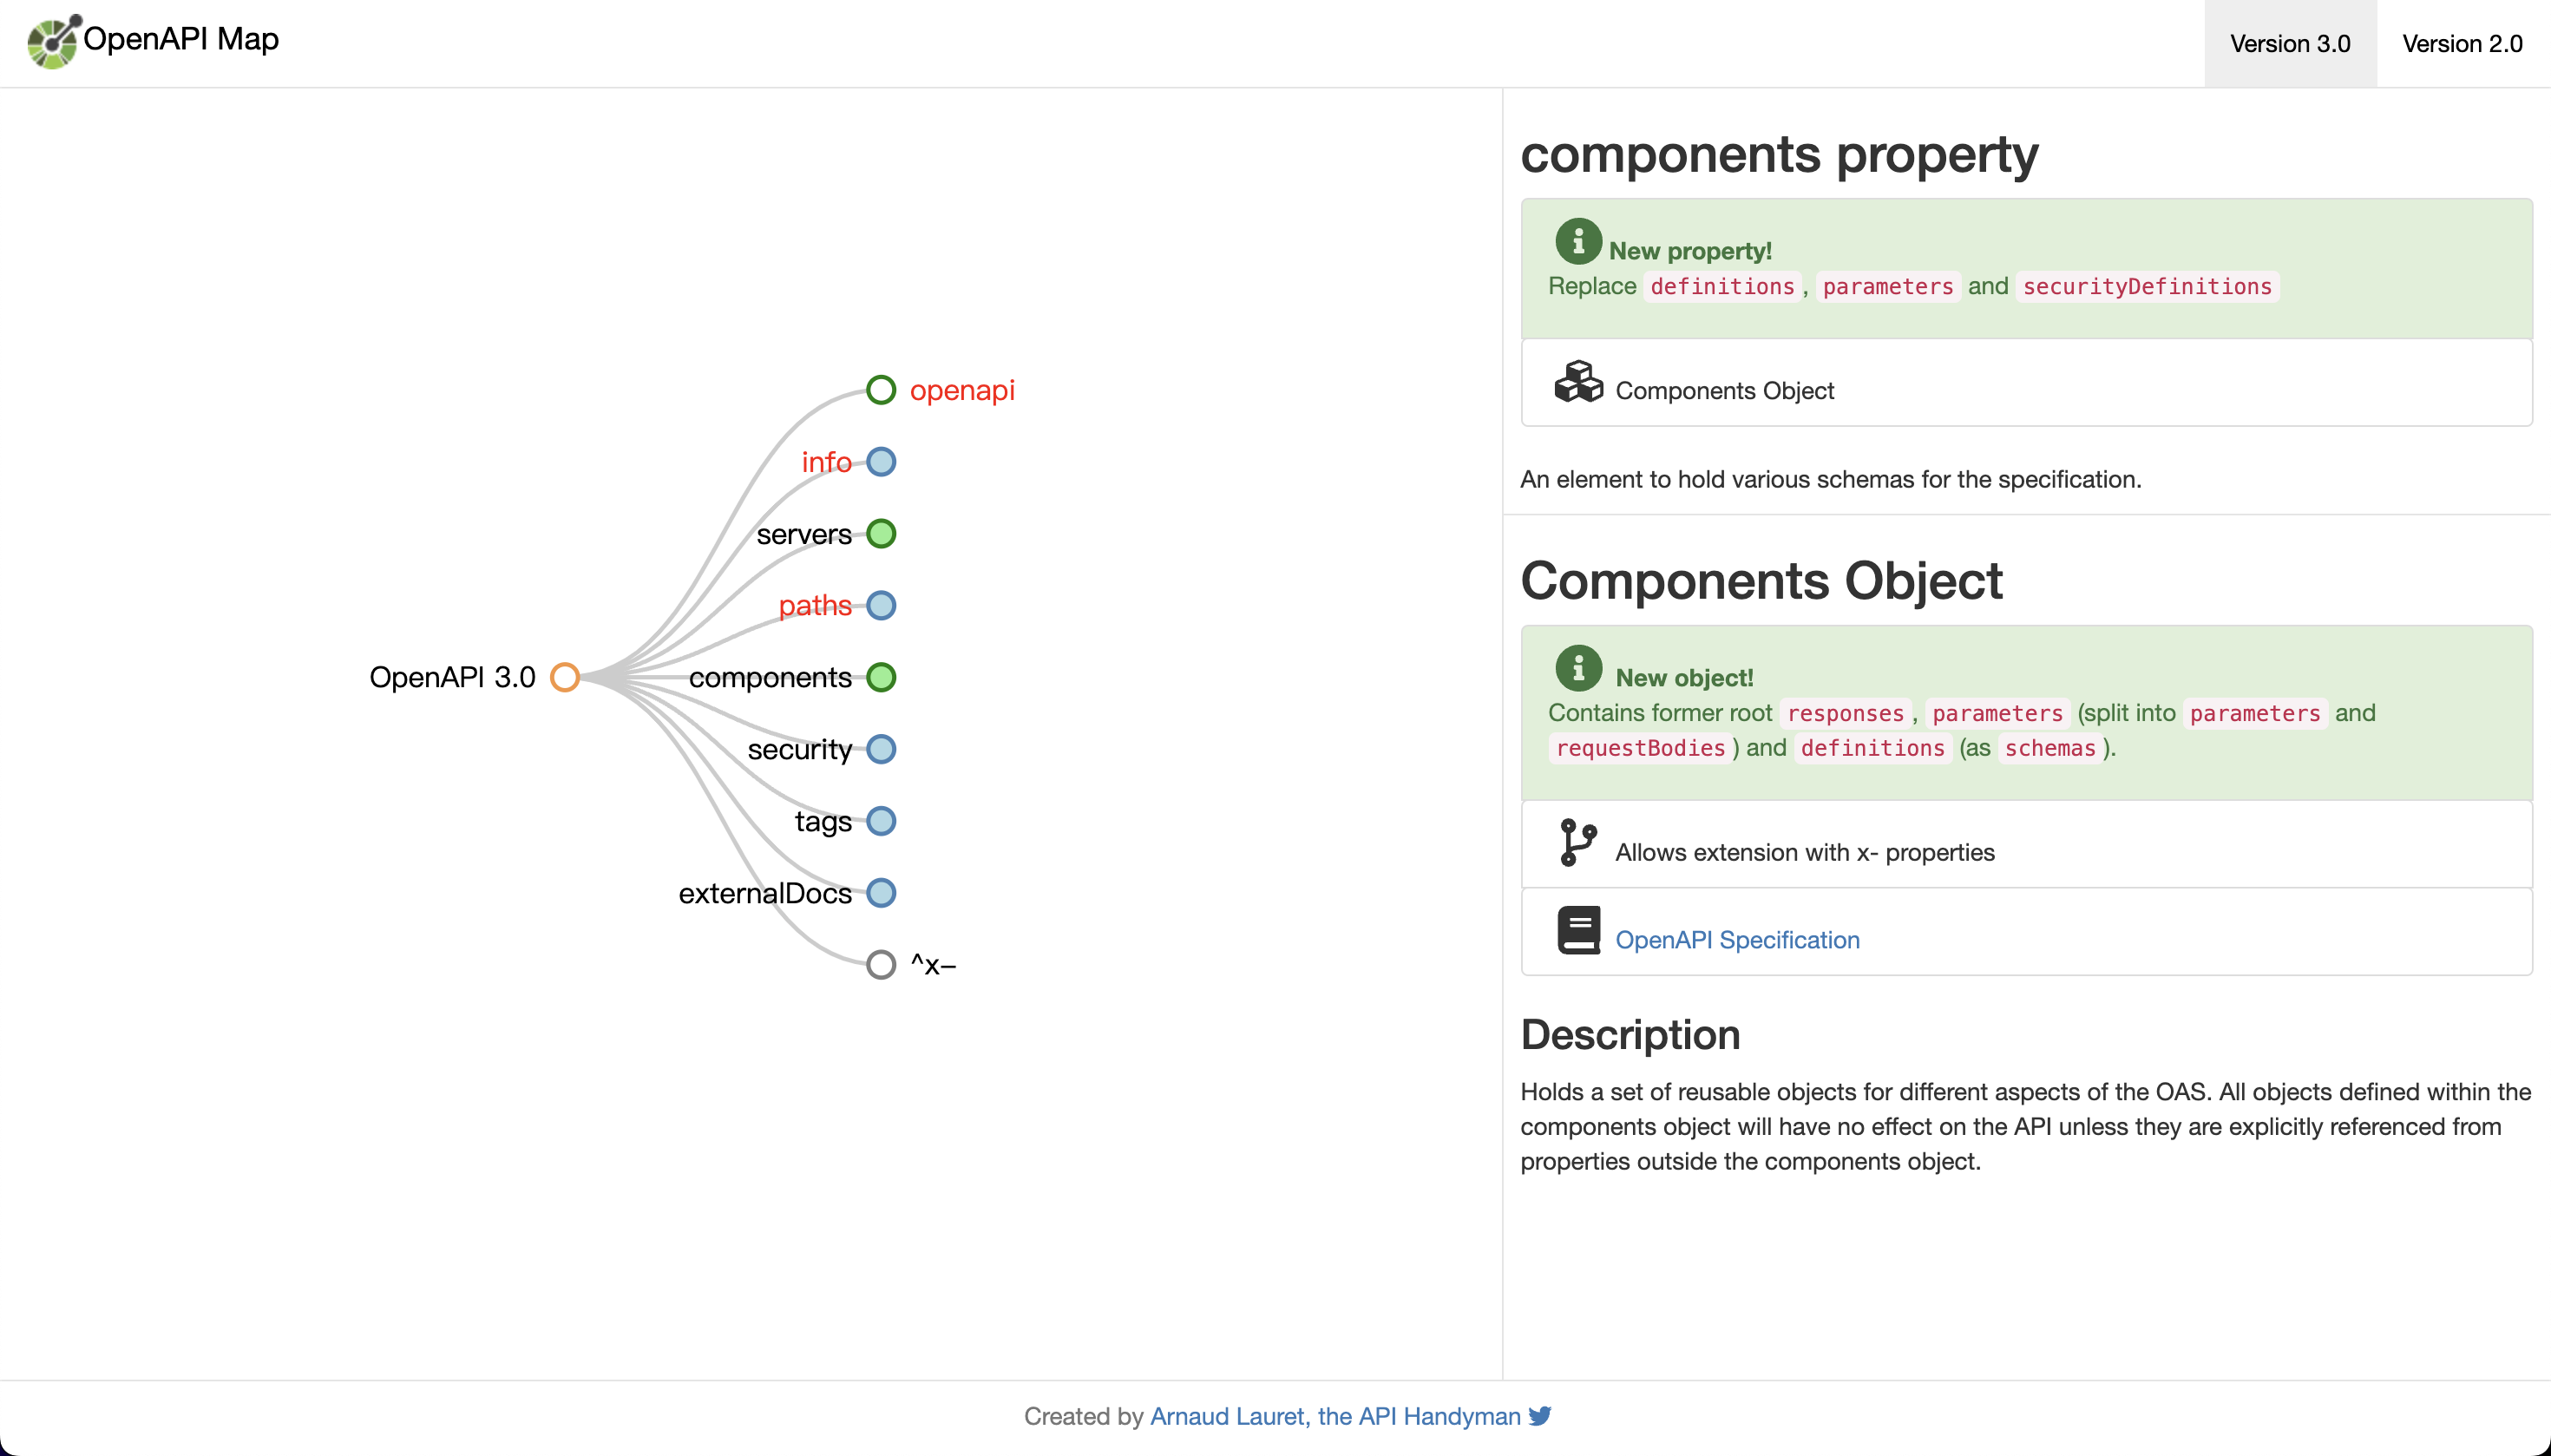 OpenAPI Map
Version 3.0
Version 2.0
openapi
info
servers
paths
OpenAPI 3.0
components
security
tags
externalDocs
^x-
components property
New property!
Replace definitions, parameters and securityDefinitions
Components Object
An element to hold various schemas for the specification.
Components Object
New object!
Contains former root responses, parameters (split into parameters and
requestBodies) and definitions (as schemas).
Allows extension with x- properties
OpenAPI Specification
Description
Holds a set of reusable objects for different aspects of the OAS. All objects defined within the
components object will have no effect on the API unless they are explicitly referenced from
properties outside the components object.
Created by Arnaud Lauret, the API Handyman